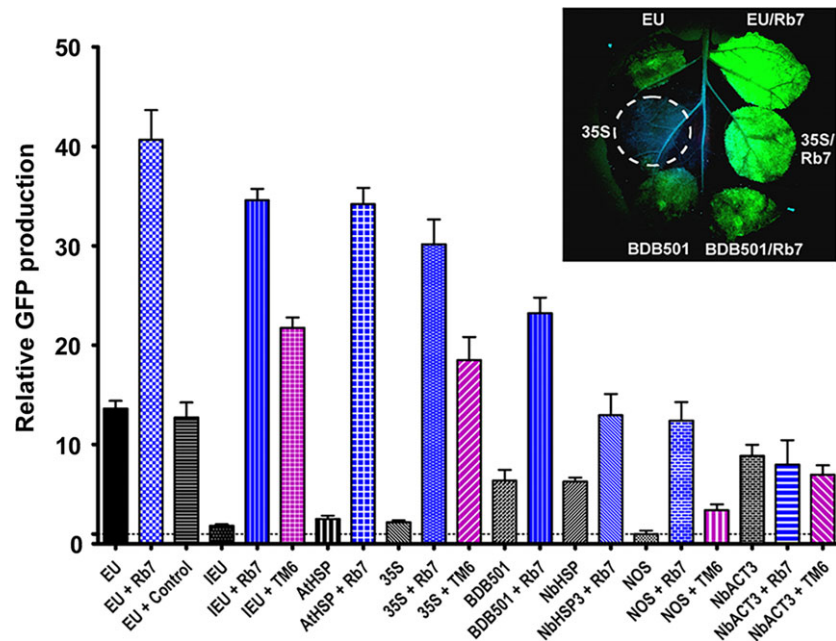 Relative GFP production
50
40
30
20
10
0
EU
EU + Rb7
EU + Control
IEU
IEU + Rb7
IEU + TM6
AtHSP
AtHSP + Rb7
35S
35S + Rb7
35S + TM6
BDB501
BDB501 + Rb7
NbHSP
NbHSP3 + Rb7
NOS
NOS + Rb7
NOS + TM6
NbACT3
NbACT3 + Rb7
NbACT3 + TM6
EU
EU/Rb7
35S
35S/
Rb7
BDB501
BDB501/Rb7